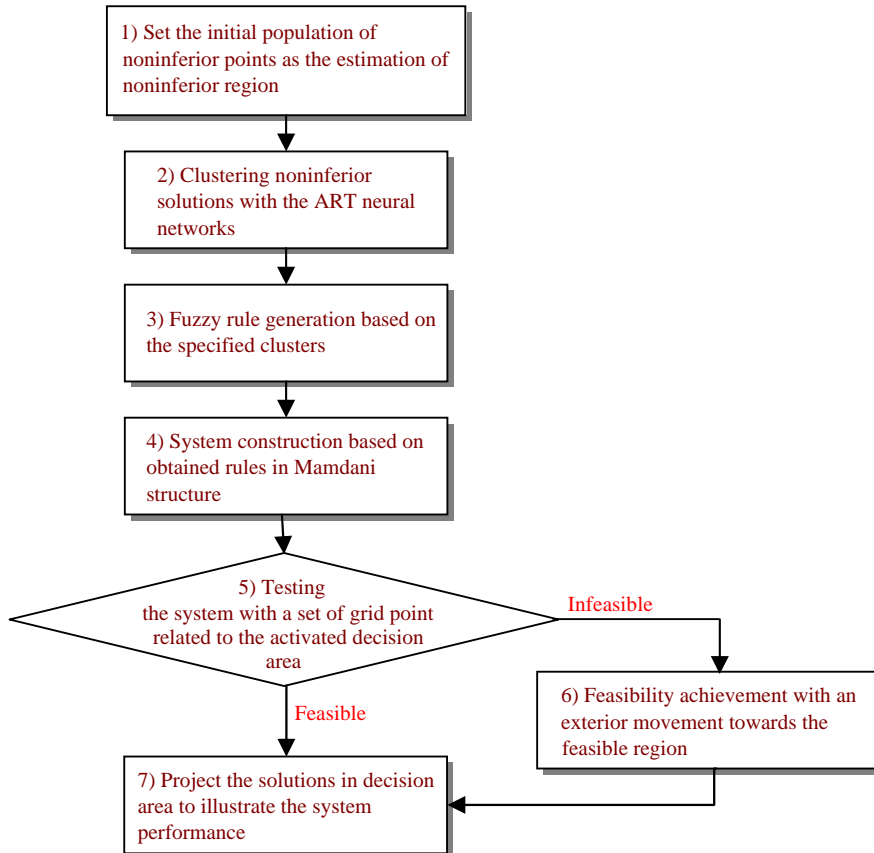 1) Set the initial population of
noninferior points as the estimation of
noninferior region
2) Clustering noninferior
solutions with the ART neural
networks
3) Fuzzy rule generation based on
the specified clusters
4) System construction based on
obtained rules in Mamdani
structure
5) Testing
the system with a set of grid point
related to the activated decision
area
Infeasible
Feasible
6) Feasibility achievement with an
exterior movement towards the
feasible region
7) Project the solutions in decision
area to illustrate the system
performance